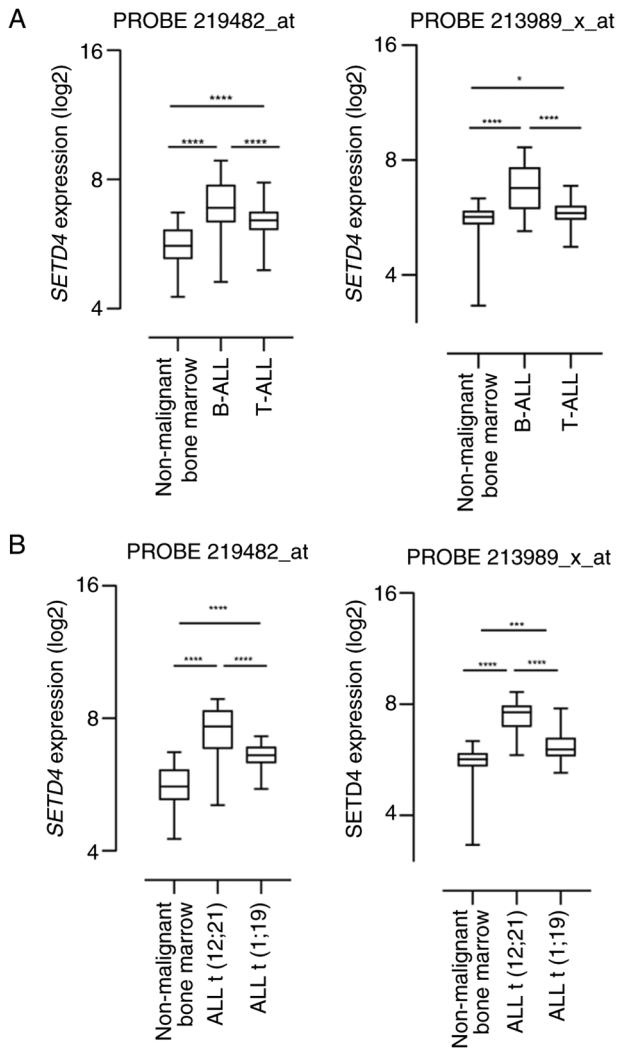 A
PROBE 219482_at
SETD4 expression (log2)
16
8
4
****
****
****
Non-malignant
bone marrow
B-ALL
T-ALL
PROBE 213989_x_at
SETD4 expression (log2)
16
8
4
*
****
****
Non-malignant
bone marrow
B-ALL
T-ALL
B
PROBE 219482_at
SETD4 expression (log2)
16
8
4
****
****
****
Non-malignant
bone marrow
ALL t (12;21)
ALL t (1;19)
PROBE 213989_x_at
SETD4 expression (log2)
16
8
4
***
****
****
Non-malignant
bone marrow
ALL t (12;21)
ALL t (1;19)